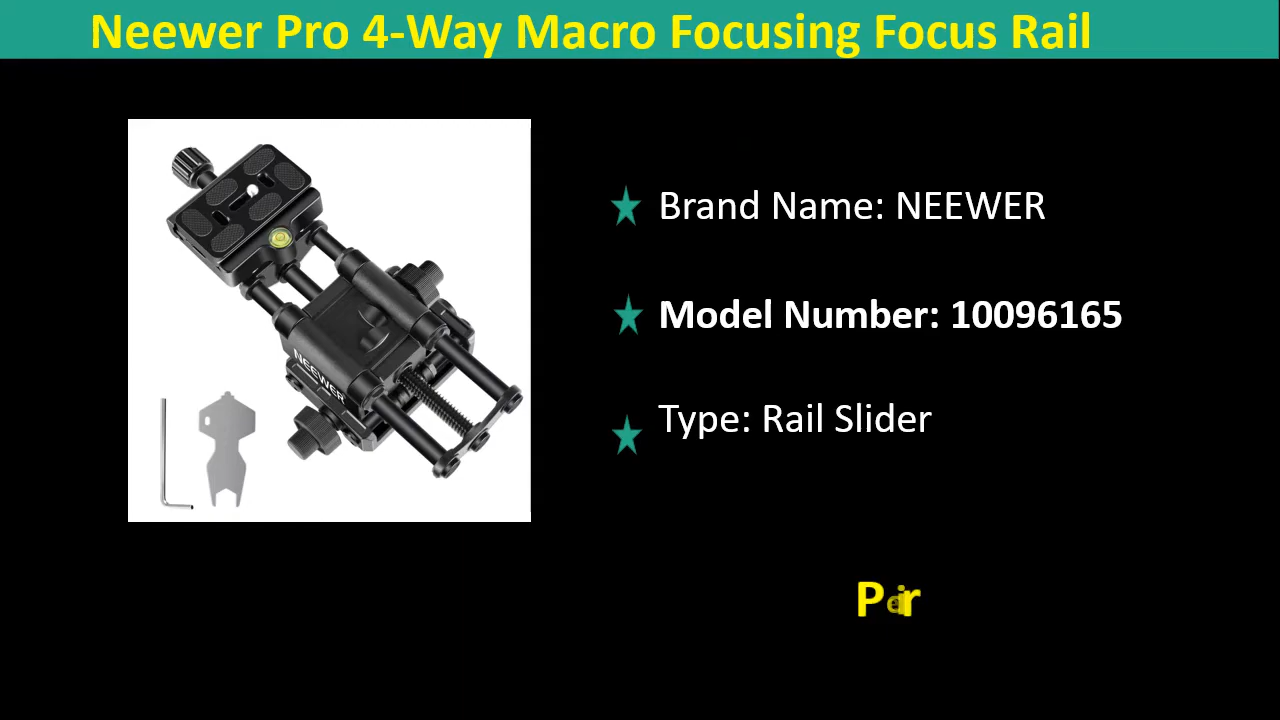 Neewer Pro 4-Way Macro Focusing Focus Rail
NEEWER
Brand Name: NEEWER
Model Number: 10096165
Type: Rail Slider